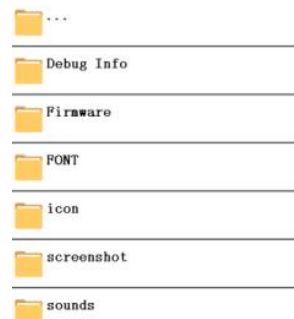 ...
Debug Info
Firmware
FONT
icon
screenshot
sounds